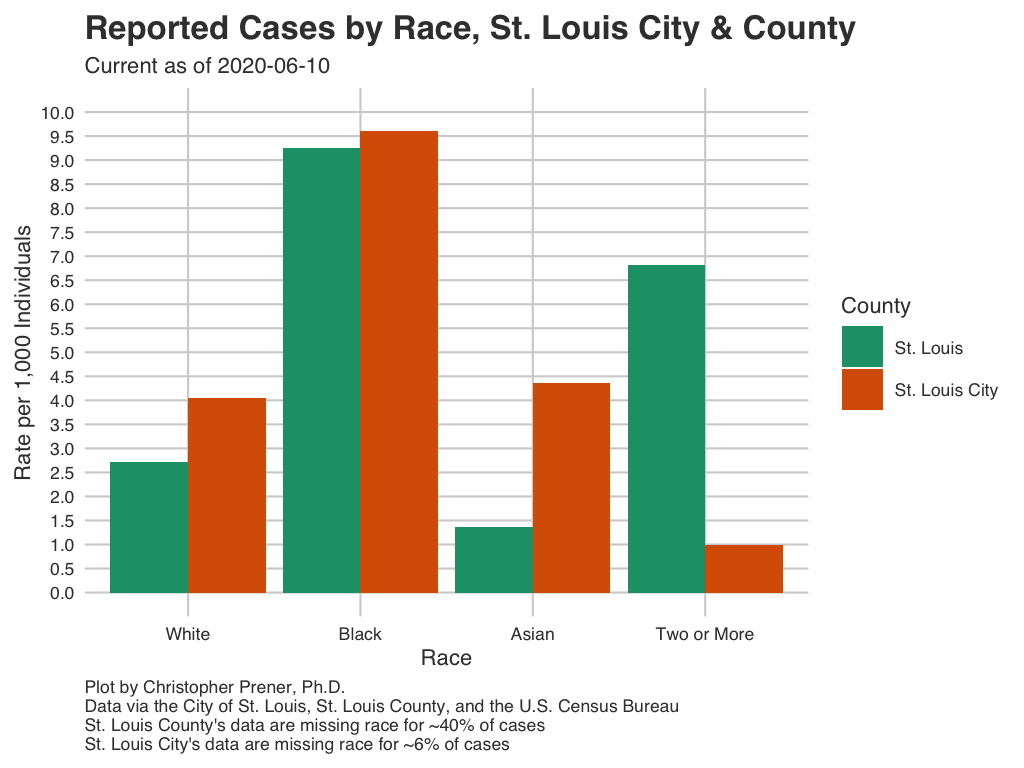 Reported Cases by Race, St. Louis City & County
Current as of 2020-06-10
Rate per 1,000 Individuals
10.0
9.5
9.0
8.5
8.0
7.5
7.0
6.5
6.0
5.5
5.0
4.5
4.0
3.5
3.0
2.5
2.0
1.5
1.0
0.5
0.0
White Black Asian Two or More
Race
County
St. Louis
St. Louis City
Plot by Christopher Prener, Ph.D.
Data via the City of St. Louis, St. Louis County, and the U.S. Census Bureau
St. Louis County's data are missing race for ~40% of cases
St. Louis City's data are missing race for ~6% of cases